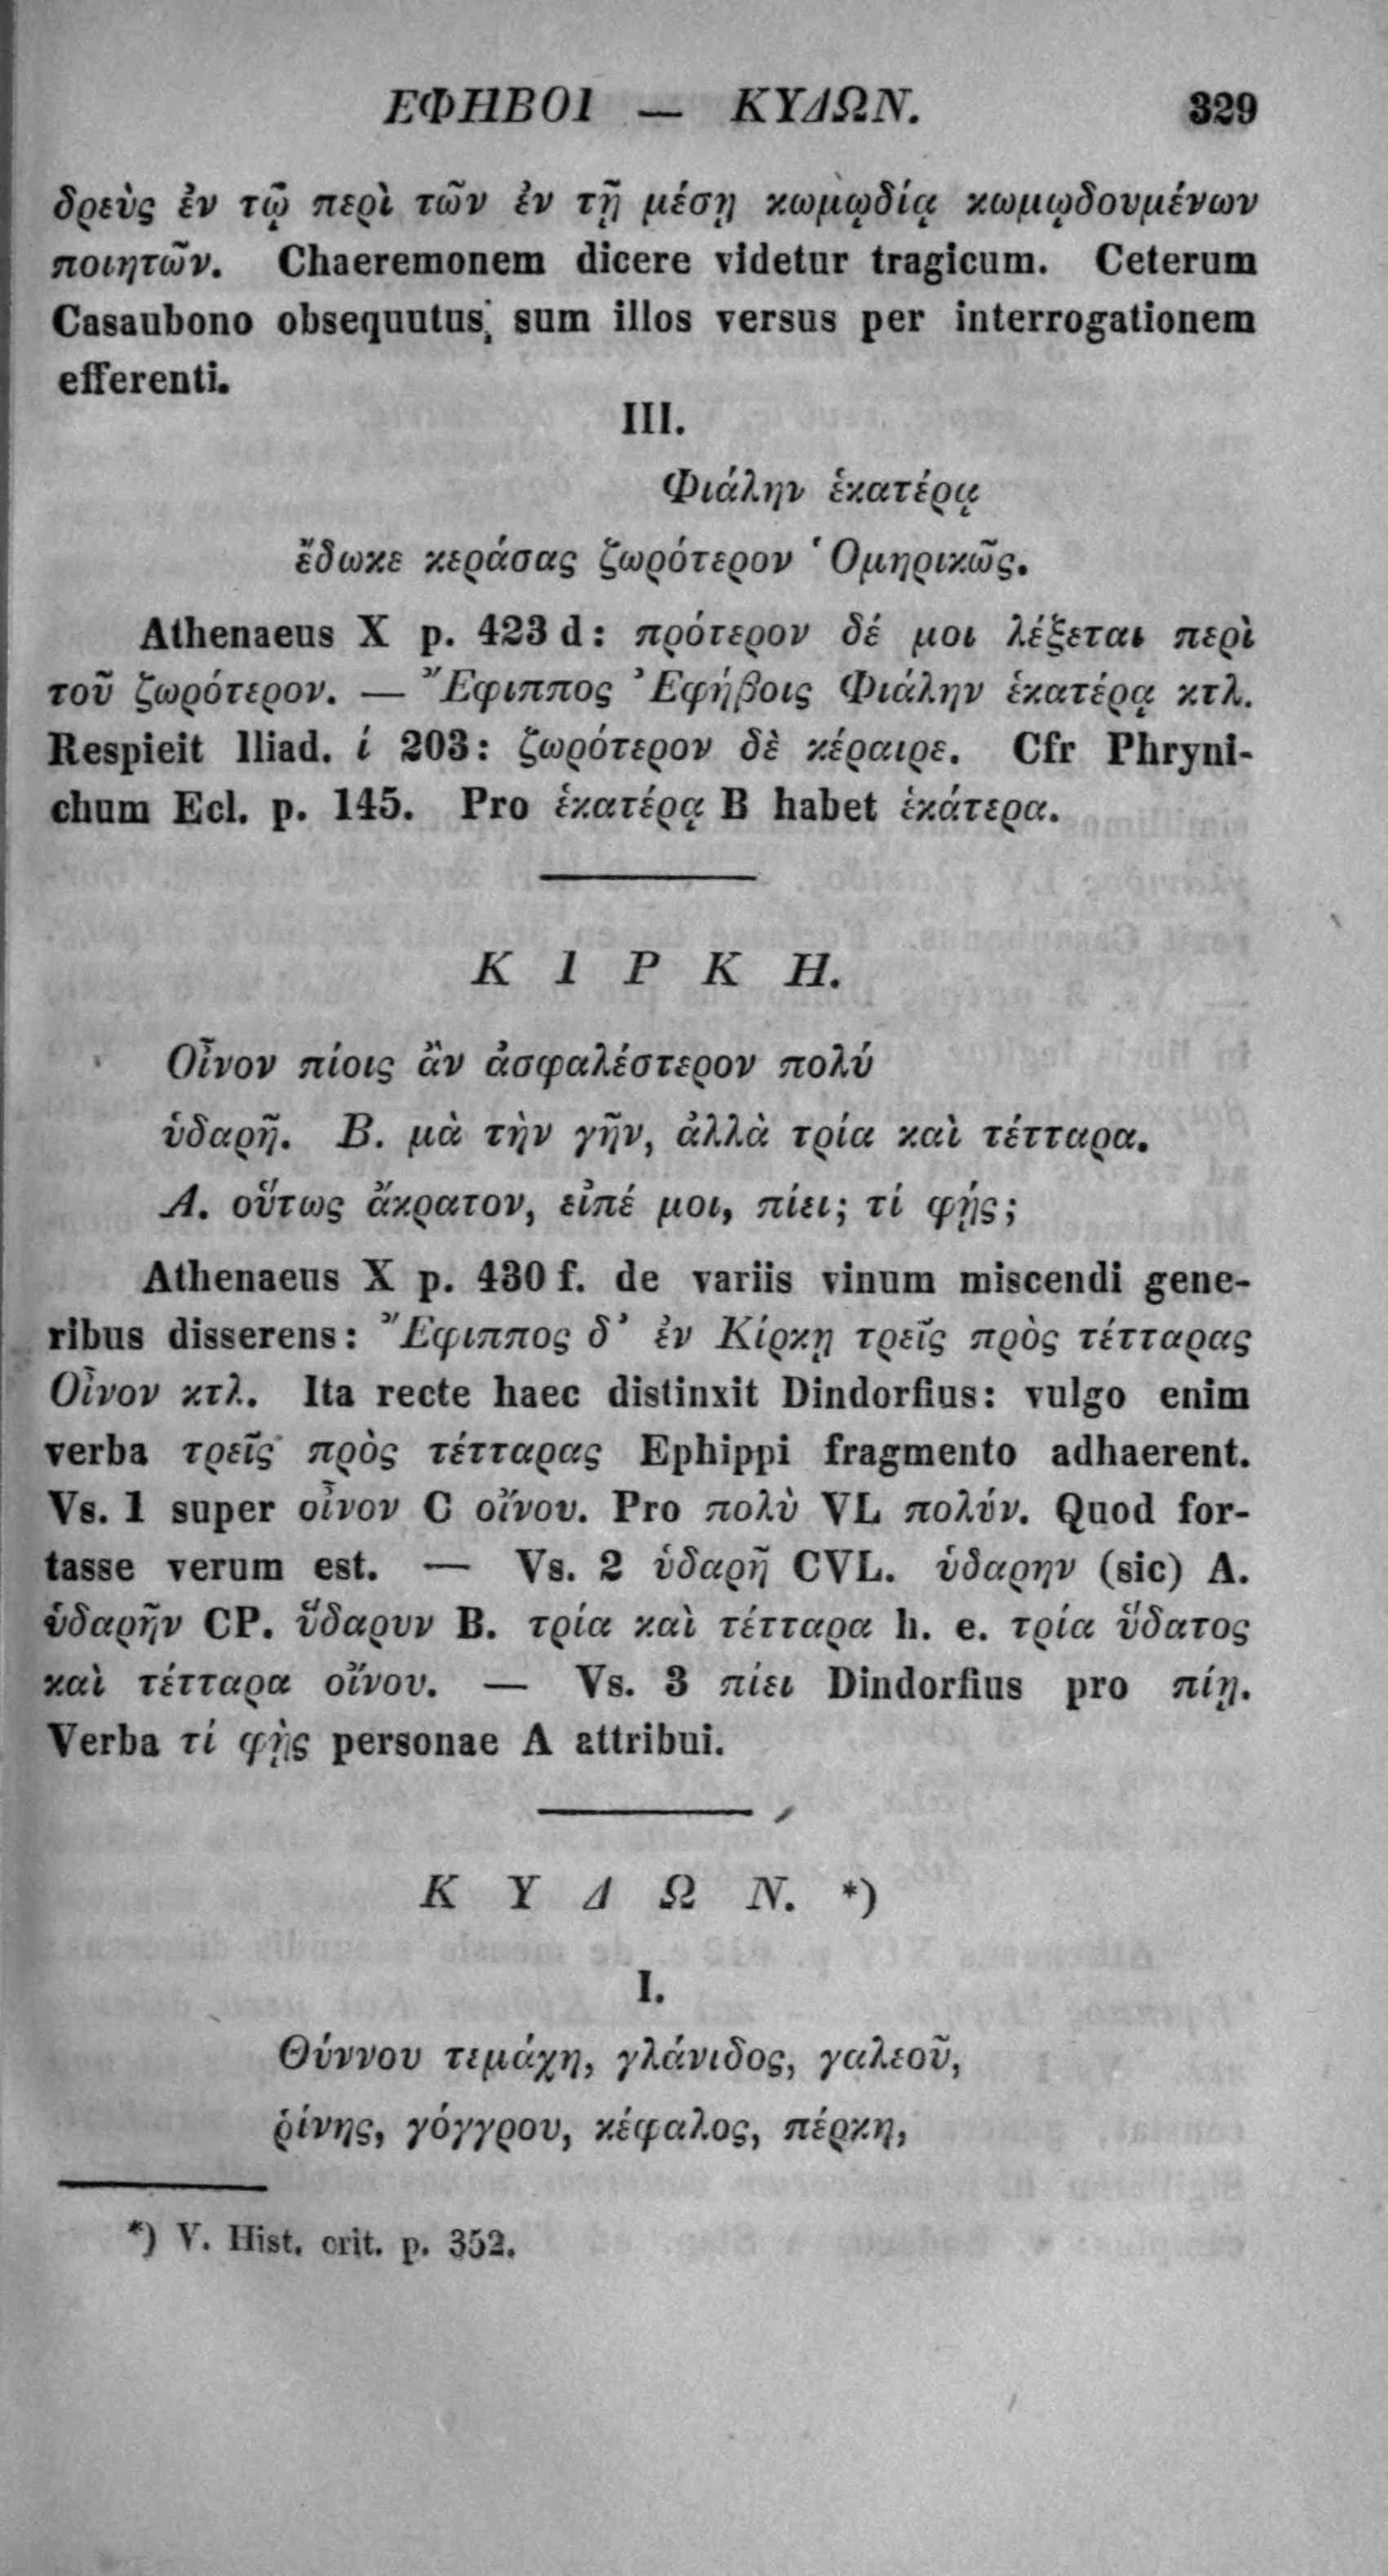 ΕΦΗΒΟΙ — ΚΥΔΩΝ. 329
δρεὺς ἐν τῷ περὶ τῶν ἐν τῇ μέσῃ κωμῳδίᾳ κωμῳδουμένων
ποιητῶν. Chaeremonem dicere videtur tragicum. Ceterum
Casaubono obsequutus sum illos versus per interrogationem
efferenti.
III.
Φιάλην ἑκατέρᾳ
ἔδωκε κεράσας ζωρότερον Ὁμηρικῶς.
Athenaeus X p. 423 d: πρότερον δέ μοι λέξεται περὶ
τοῦ ζωρότερον. — Ἔφιππος Ἐφήβοις Φιάλην ἑκατέρᾳ κτλ.
Respicit Iliad. ί 203: ζωρότερον δὲ κέραιρε. Cfr Phryni-
chum Ecl. p. 145. Pro ἑκατέρᾳ B habet ἑκάτερα.
Κ Ι Ρ Κ Η.
Οἶνον πίοις ἂν ἀσφαλέστερον πολύ
ὑδαρῆ. Β. μὰ τὴν γῆν, ἀλλὰ τρία καὶ τέτταρα.
Α. οὕτως ἄκρατον, εἰπέ μοι, πίει; τί φῄς;
Athenaeus X p. 430 f. de variis vinum miscendi gene-
ribus disserens: Ἔφιππος δ᾽ ἐν Κίρκῃ τρεῖς πρὸς τέτταρας
Οἶνον κτλ. Ita recte haec distinxit Dindorfius: vulgo enim
verba τρεῖς πρὸς τέτταρας Ephippi fragmento adhaerent.
Vs. 1 super οἶνον C οἴνου. Pro πολὺ VL πολύν. Quod for-
tasse verum est. — Vs. 2 ὑδαρῆ CVL. ὑδαρην (sic) A.
ὑδαρῆν CP. ὕδαρυν B. τρία καὶ τέτταρα h. e. τρία ὕδατος
καὶ τέτταρα οἴνου. — Vs. 3 πίει Dindorfius pro πίῃ.
Verba τί φῂς personae A attribui.
Κ Υ Δ Ω Ν. *)
I.
Θύννου τεμάχη, γλάνιδος, γαλεοῦ,
ῥίνης, γόγγρου, κέφαλος, πέρκη,
*) V. Hist. crit. p. 352.